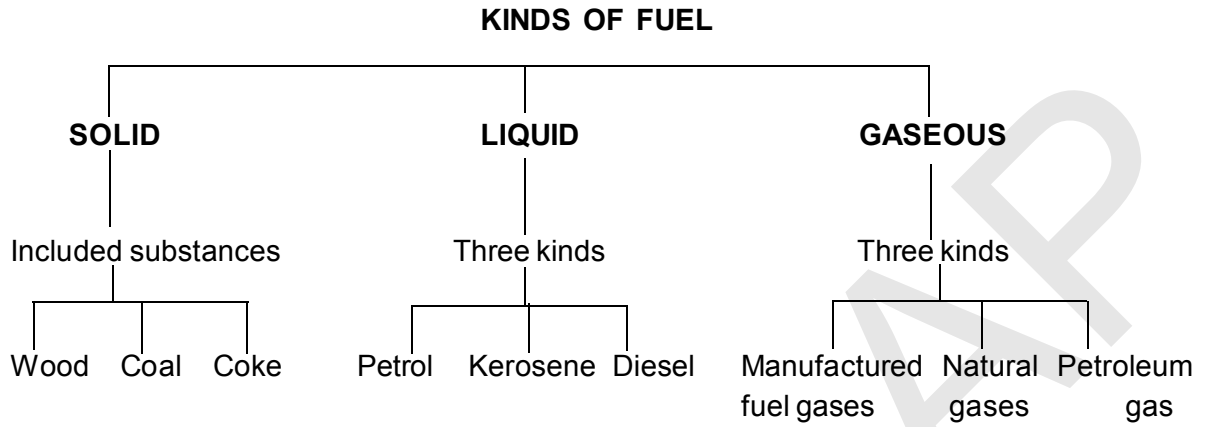 KINDS OF FUEL
SOLID LIQUID GASEOUS
Included substances Three kinds Three kinds
Wood Coal Coke Petrol Kerosene Diesel Manufactured Natural Petroleum
fuel gases gases gas
AP